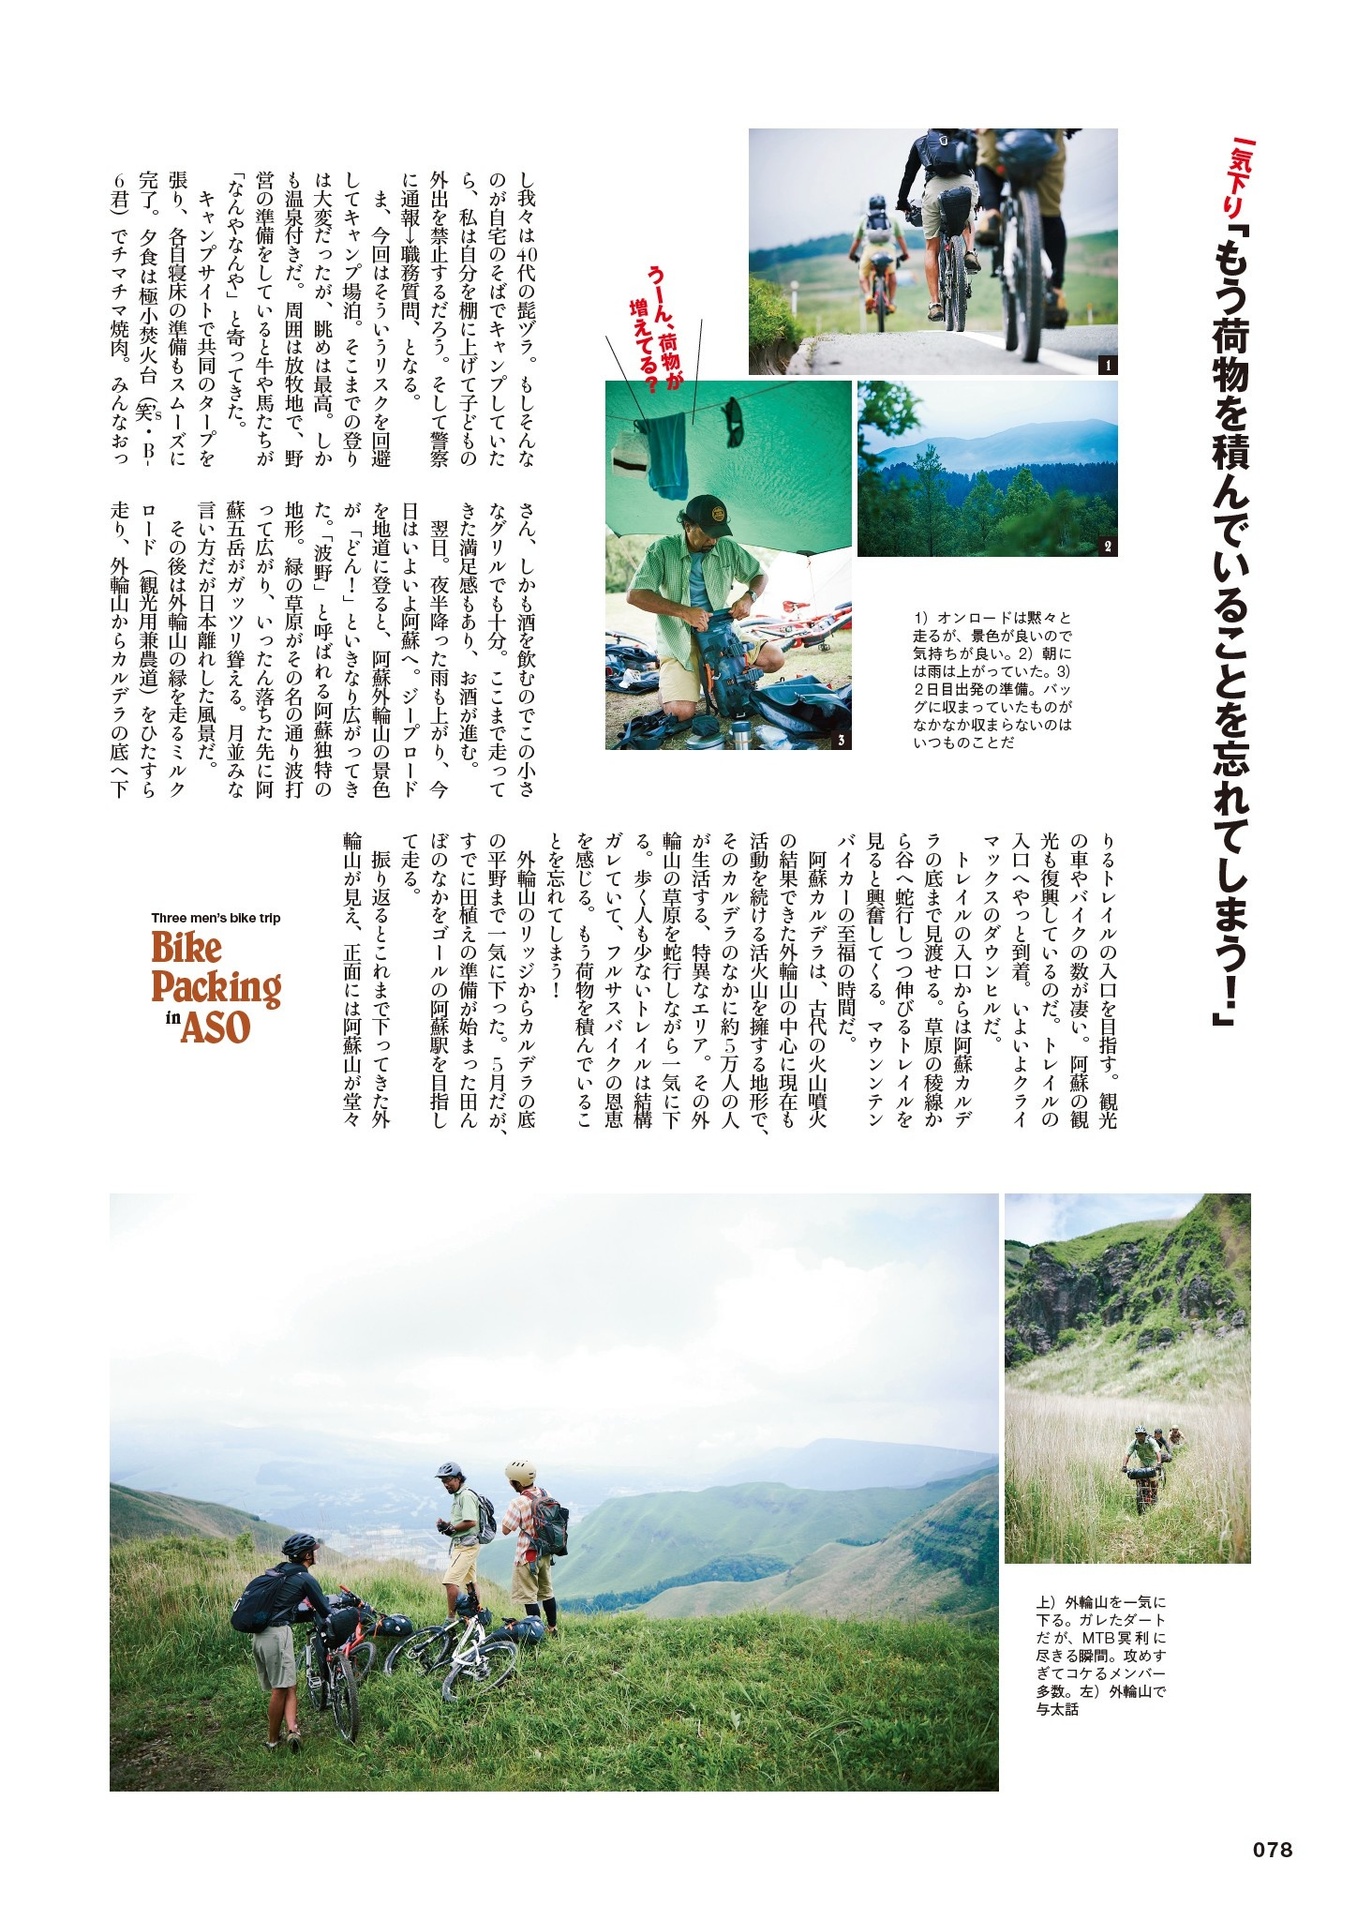 一気下り「もう荷物を積んでいることを忘れてしまう！」
1
2
3
うーん、荷物が
増えてる？
1）オンロードは黙々と
走るが、景色が良いので
気持ちが良い。2）朝に
は雨は上がっていた。3）
２日目出発の準備。バッ
グに収まっていたものが
なかなか収まらないのは
いつものことだ
し我々は40代の髭ヅラ。もしそんな
のが自宅のそばでキャンプしていた
ら、私は自分を棚に上げて子どもの
外出を禁止するだろう。そして警察
に通報→職務質問、となる。
ま、今回はそういうリスクを回避
してキャンプ場泊。そこまでの登り
は大変だったが、眺めは最高。しか
も温泉付きだ。周囲は放牧地で、野
営の準備をしていると牛や馬たちが
「なんやなんや」と寄ってきた。
キャンプサイトで共同のタープを
張り、各自寝床の準備もスムーズに
完了。夕食は極小焚火台（笑's・B-
6君）でチマチマ焼肉。みんなおっ
さん、しかも酒を飲むのでこの小さ
なグリルでも十分。ここまで走って
きた満足感もあり、お酒が進む。
翌日。夜半降った雨も上がり、今
日はいよいよ阿蘇へ。ジープロード
を地道に登ると、阿蘇外輪山の景色
が「どん！」といきなり広がってき
た。「波野」と呼ばれる阿蘇独特の
地形。緑の草原がその名の通り波打
って広がり、いったん落ちた先に阿
蘇五岳がガッツリ聳える。月並みな
言い方だが日本離れした風景だ。
その後は外輪山の縁を走るミルク
ロード（観光用兼農道）をひたすら
走り、外輪山からカルデラの底へ下
りるトレイルの入口を目指す。観光
の車やバイクの数が凄い。阿蘇の観
光も復興しているのだ。トレイルの
入口へやっと到着。いよいよクライ
マックスのダウンヒルだ。
トレイルの入口からは阿蘇カルデ
ラの底まで見渡せる。草原の稜線か
ら谷へ蛇行しつつ伸びるトレイルを
見ると興奮してくる。マウンンテン
バイカーの至福の時間だ。
阿蘇カルデラは、古代の火山噴火
の結果できた外輪山の中心に現在も
活動を続ける活火山を擁する地形で、
そのカルデラのなかに約5万人の人
が生活する、特異なエリア。その外
輪山の草原を蛇行しながら一気に下
る。歩く人も少ないトレイルは結構
ガレていて、フルサスバイクの恩恵
を感じる。もう荷物を積んでいるこ
とを忘れてしまう！
外輪山のリッジからカルデラの底
の平野まで一気に下った。5月だが、
すでに田植えの準備が始まった田ん
ぼのなかをゴールの阿蘇駅を目指し
て走る。
振り返るとこれまで下ってきた外
輪山が見え、正面には阿蘇山が堂々
Three men's bike trip
Bike
Packing
in ASO
上）外輪山を一気に
下る。ガレたダート
だが、MTB冥利に
尽きる瞬間。攻めす
ぎてコケるメンバー
多数。左）外輪山で
与太話
078